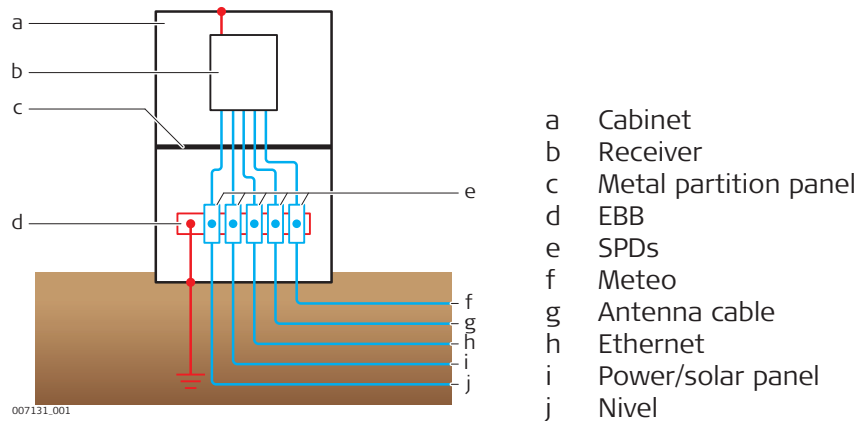 a
b
c
d
e
f
g
h
i
j
007131_001
a Cabinet
b Receiver
c Metal partition panel
d EBB
e SPDs
f Meteo
g Antenna cable
h Ethernet
i Power/solar panel
j Nivel